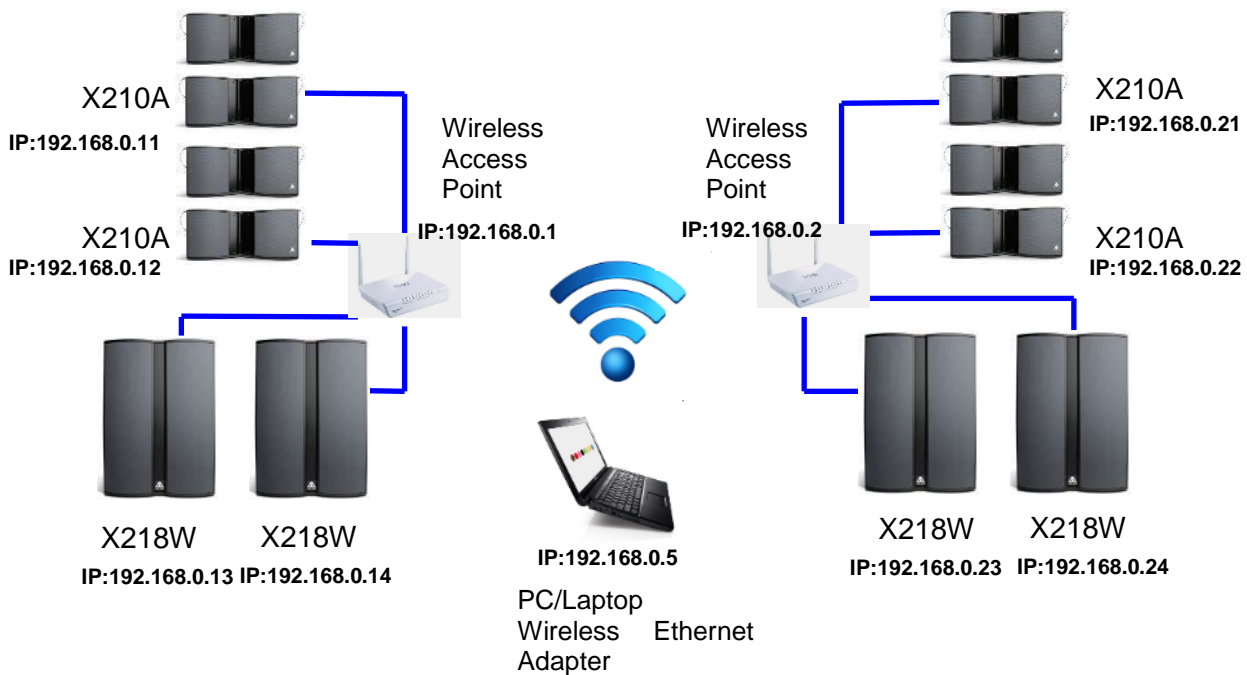 X210A
IP:192.168.0.11
X210A
IP:192.168.0.12
Wireless
Access
Point
IP:192.168.0.1
Wireless
Access
Point
IP:192.168.0.2
X210A
IP:192.168.0.21
X210A
IP:192.168.0.22
X218W
IP:192.168.0.13
X218W
IP:192.168.0.14
IP:192.168.0.5
PC/Laptop
Wireless Ethernet
Adapter
X218W
IP:192.168.0.23
X218W
IP:192.168.0.24